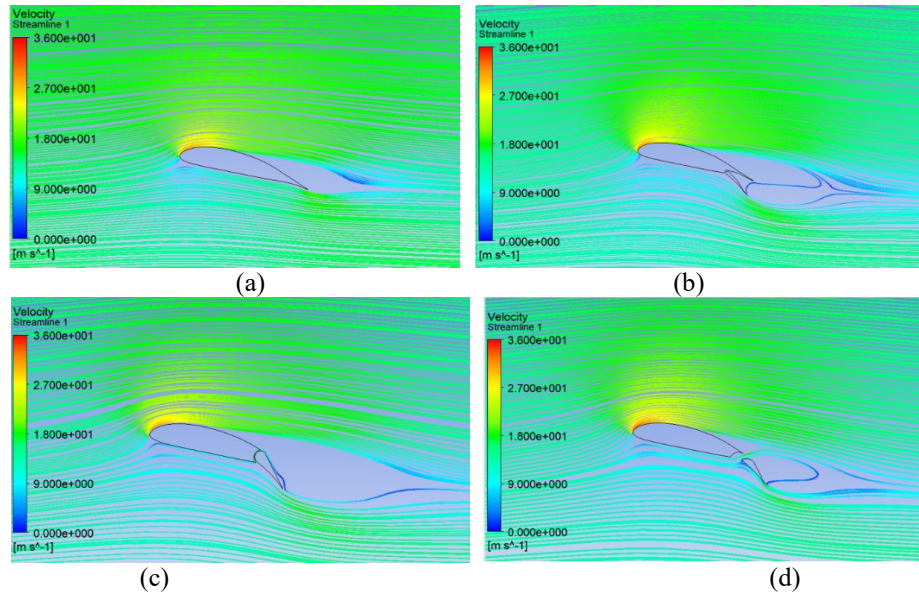 Velocity
Streamline 1
3.600e+001
2.700e+001
1.800e+001
9.000e+000
0.000e+000
[m s^-1]
(a)
Velocity
Streamline 1
3.600e+001
2.700e+001
1.800e+001
9.000e+000
0.000e+000
[m s^-1]
(b)
Velocity
Streamline 1
3.600e+001
2.700e+001
1.800e+001
9.000e+000
0.000e+000
[m s^-1]
(c)
Velocity
Streamline 1
3.600e+001
2.700e+001
1.800e+001
9.000e+000
0.000e+000
[m s^-1]
(d)